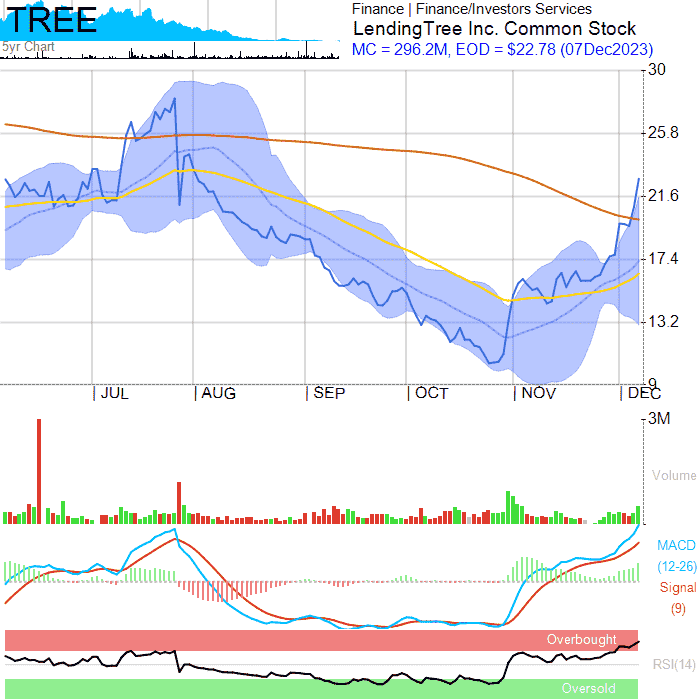 TREE
Finance | Finance/Investors Services
LendingTree Inc. Common Stock
5yr Chart
MC = 296.2M, EOD = $22.78 (07Dec2023)
30
25.8
21.6
17.4
13.2
9
JUL
AUG
SEP
OCT
NOV
DEC
3M
Volume
MACD
(12-26)
Signal
(9)
Overbought
RSI(14)
Oversold